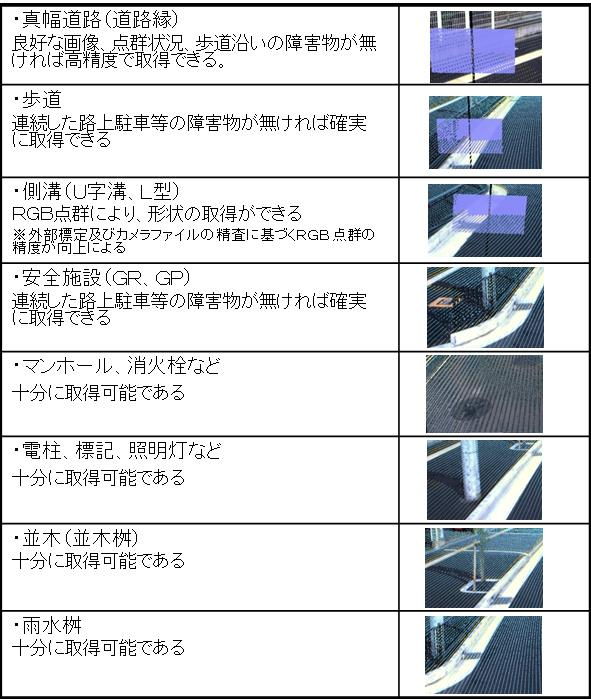 ・真幅道路（道路縁）
良好な画像、点群状況、歩道沿いの障害物が無
ければ高精度で取得できる。
・歩道
連続した路上駐車等の障害物が無ければ確実
に取得できる
・側溝（Ｕ字溝、Ｌ型）
ＲＧＢ点群により、形状の取得ができる
※外部標定及びカメラファイルの精査に基づくＲＧＢ点群の
精度が向上による
・安全施設（ＧＲ、ＧＰ）
連続した路上駐車等の障害物が無ければ確実
に取得できる
・マンホール、消火栓など
十分に取得可能である
・電柱、標記、照明灯など
十分に取得可能である
・並木（並木桝）
十分に取得可能である
・雨水桝
十分に取得可能である